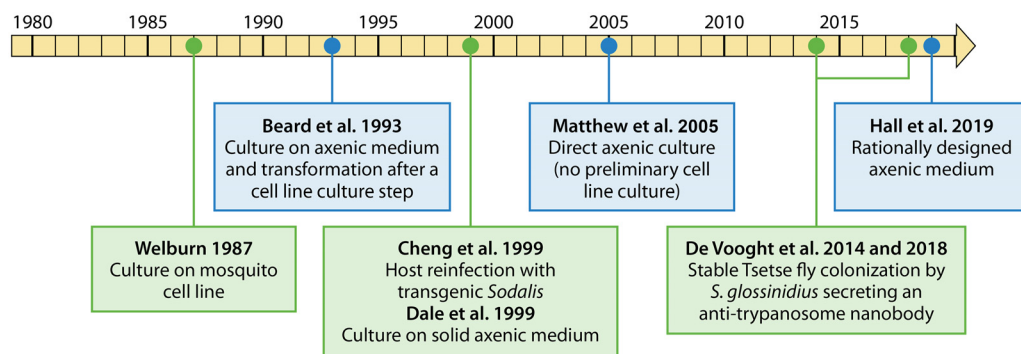 1980 1985 1990 1995 2000 2005 2010 2015
Beard et al. 1993
Culture on axenic medium
and transformation after a
cell line culture step
Matthew et al. 2005
Direct axenic culture
(no preliminary cell
line culture)
Hall et al. 2019
Rationally designed
axenic medium
Welburn 1987
Culture on mosquito
cell line
Cheng et al. 1999
Host reinfection with
transgenic Sodalis
Dale et al. 1999
Culture on solid axenic medium
De Vooght et al. 2014 and 2018
Stable Tsetse fly colonization by
S. glossinidius secreting an
anti-trypanosome nanobody